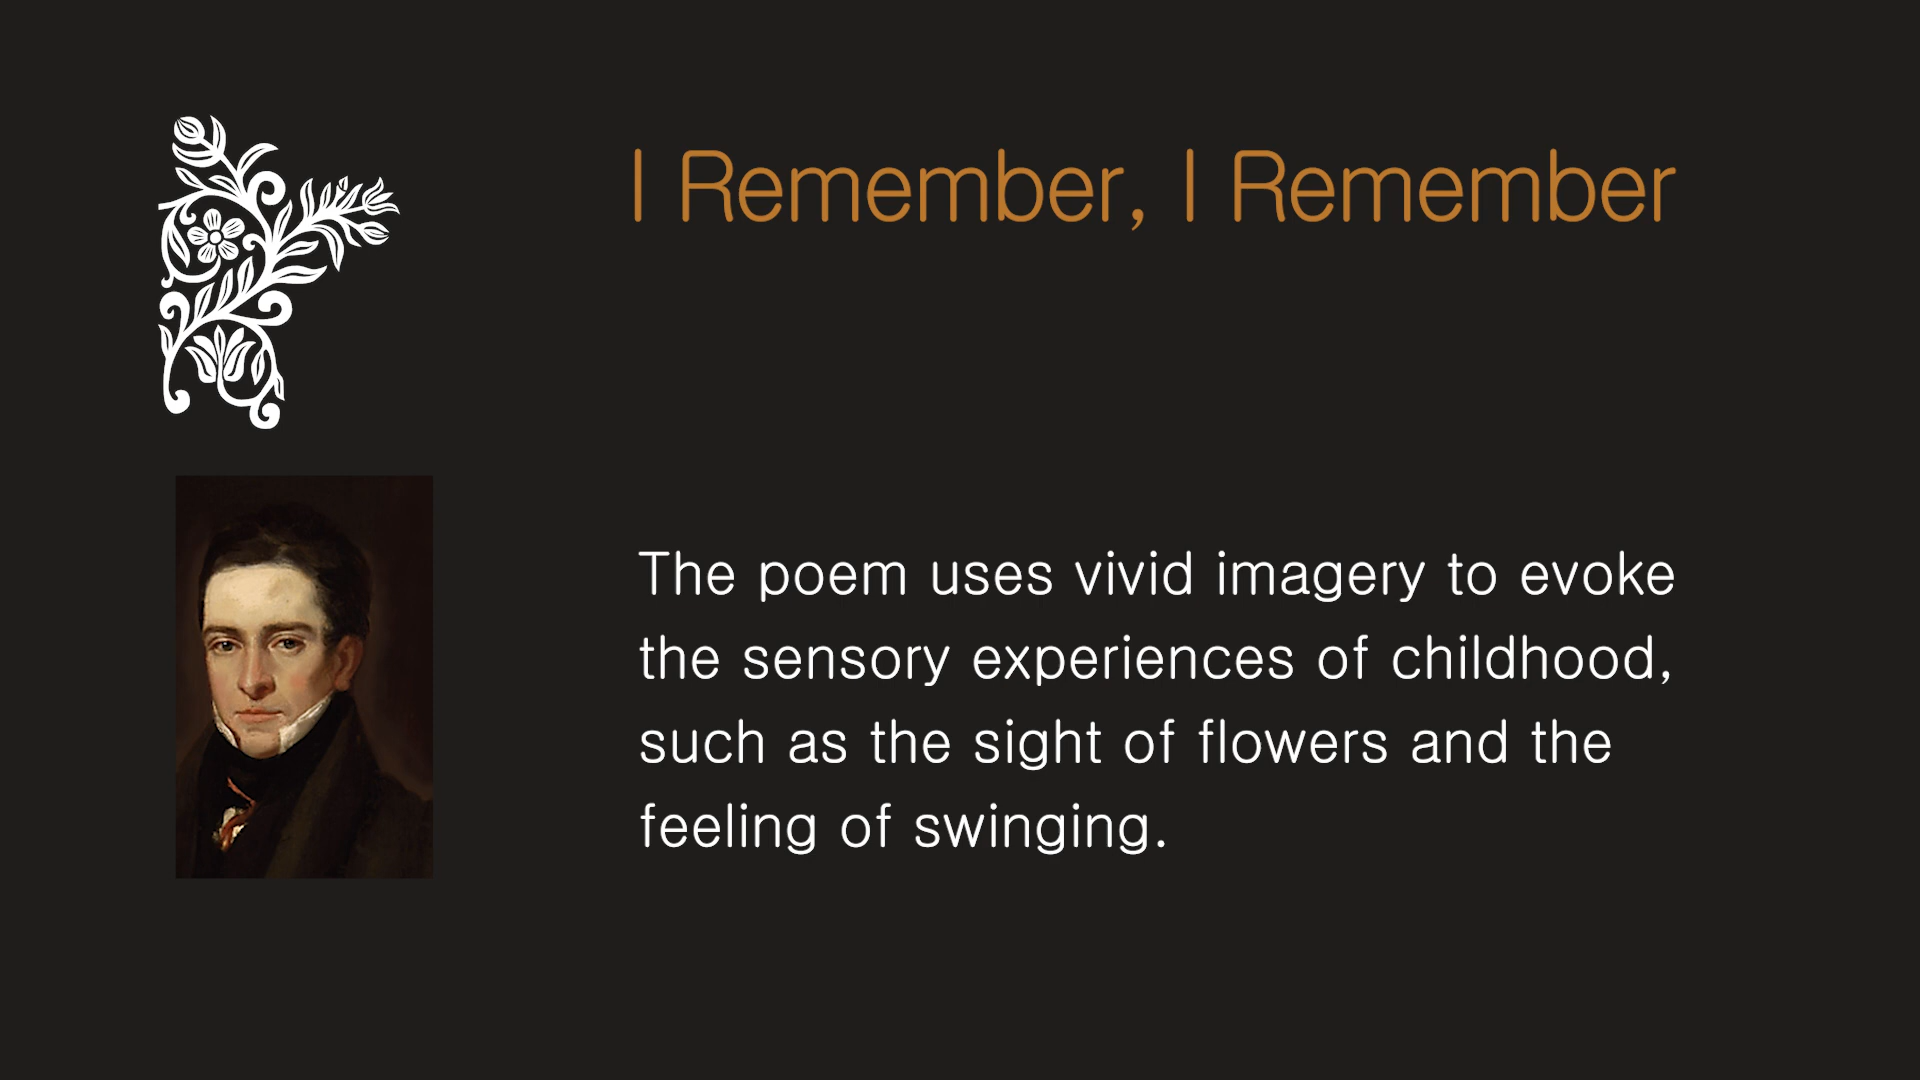 I Remember, I Remember
The poem uses vivid imagery to evoke
the sensory experiences of childhood,
such as the sight of flowers and the
feeling of swinging.